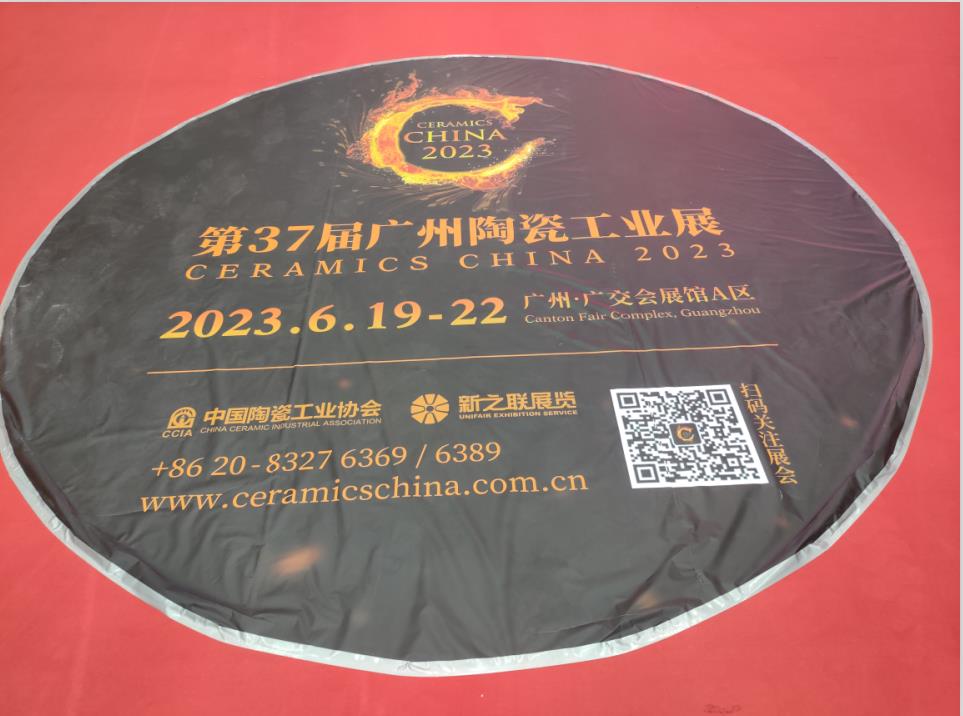 CERAMICS
CHINA
2023
第37届广州陶瓷工业展
CERAMICS CHINA 2023
2023.6.19-22
广州·广交会展馆A区
Canton Fair Complex, Guangzhou
CCIA
中国陶瓷工业协会
CHINA CERAMIC INDUSTRIAL ASSOCIATION
新之联展览
UNIFAIR EXHIBITION SERVICE
+86 20-8327 6369 / 6389
www.ceramicschina.com.cn
扫码关注展会